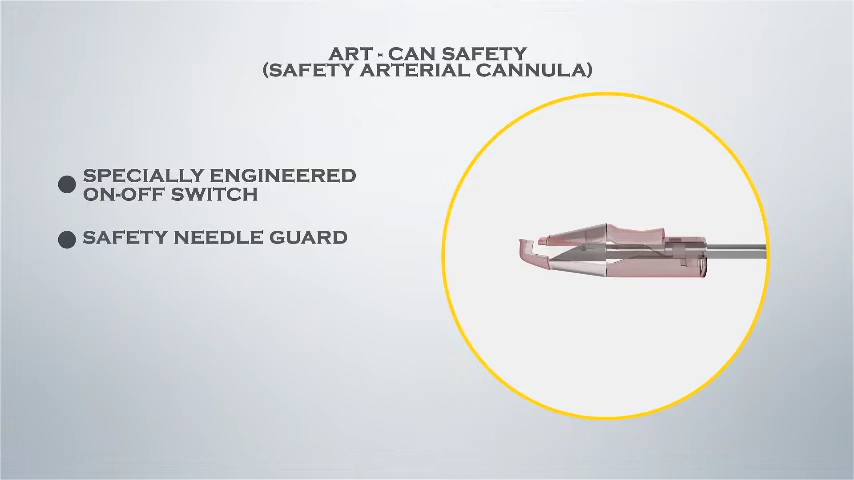 ART - CAN SAFETY
(SAFETY ARTERIAL CANNULA)
SPECIALLY ENGINEERED
ON-OFF SWITCH
SAFETY NEEDLE GUARD